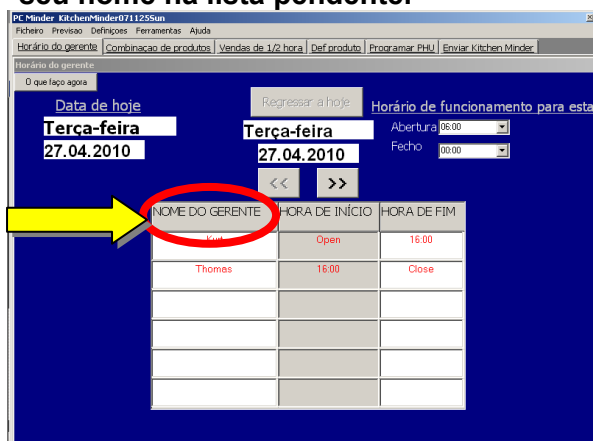 seu nome na lista pendente.
PC Minder KitchenMinder071125Sun
Ficheiro Previsao Definiçoes Ferramentas Ajuda
Horário do gerente Combinaçao de produtos Vendas de 1/2 hora Def produto Programar PHU Enviar Kitchen Minder
Horário do gerente
O que faço agora
Data de hoje Regressar a hoje Horário de funcionamento para esta
Terça-feira Terça-feira Abertura 06:00
27.04.2010 27.04.2010 Fecho 00:00
<< >>
NOME DO GERENTE HORA DE INÍCIO HORA DE FIM
Kurt Open 16:00
Thomas 16:00 Close